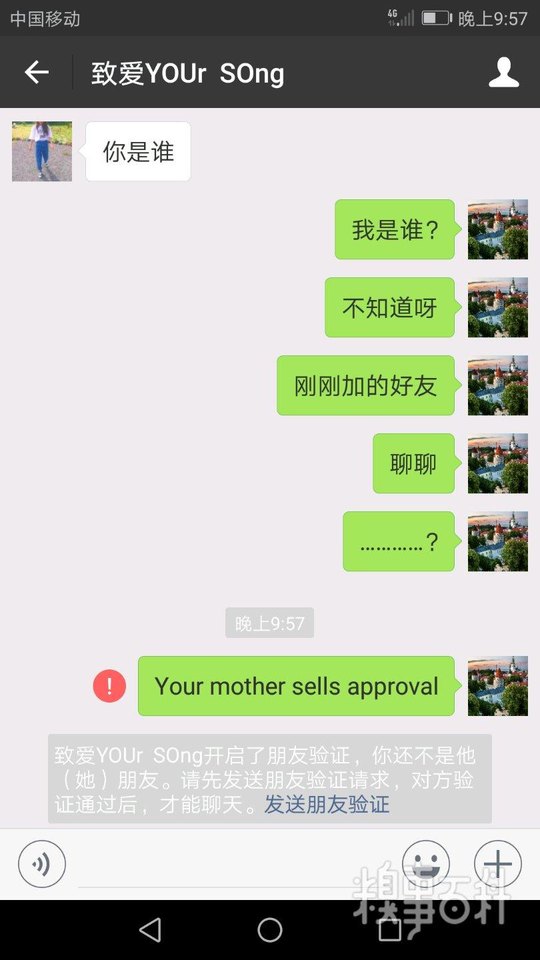 中国移动 4G 晚上9:57
致爱YOUr SOng
你是谁
我是谁?
不知道呀
刚刚加的好友
聊聊
…………?
晚上9:57
! Your mother sells approval
致爱YOUr SOng开启了朋友验证，你还不是他
（她）朋友。请先发送朋友验证请求，对方验
证通过后，才能聊天。发送朋友验证
糗事百科